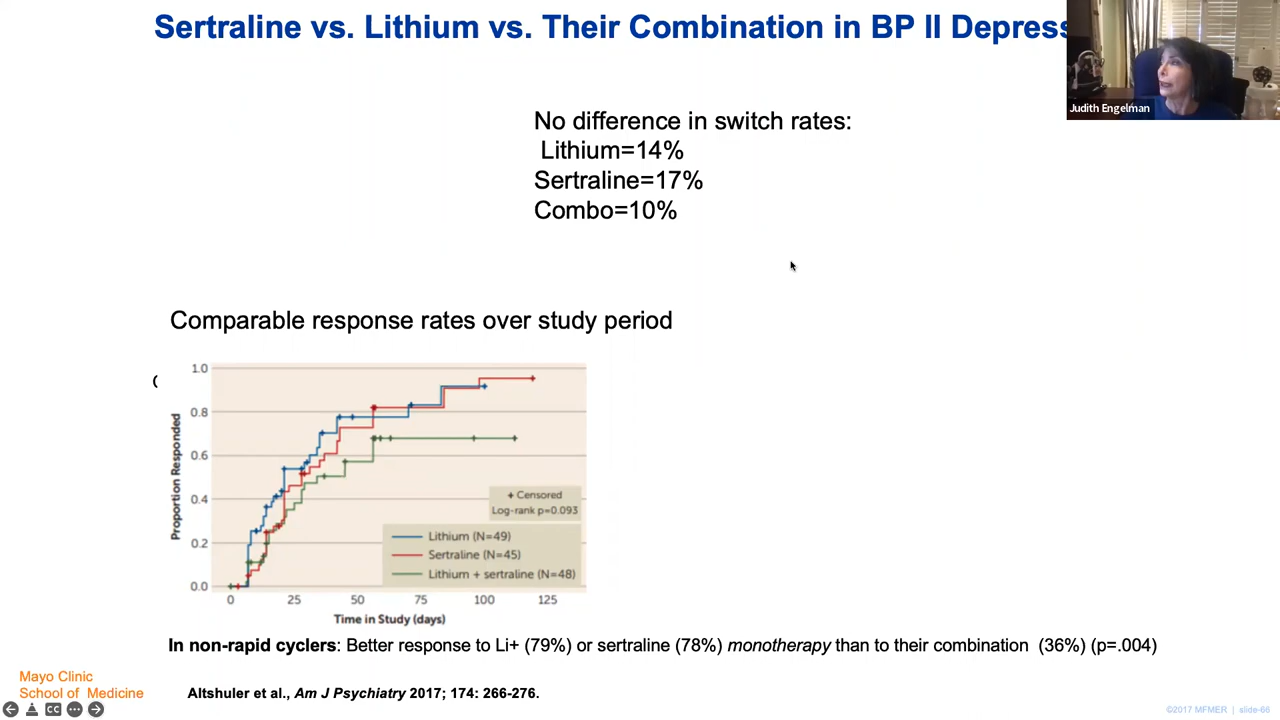 Sertraline vs. Lithium vs. Their Combination in BP II Depress
Judith Engelman
No difference in switch rates:
Lithium=14%
Sertraline=17%
Combo=10%
Comparable response rates over study period
1.0
0.8
0.6
0.4
0.2
0.0
Proportion Responded
+ Censored
Log-rank p=0.093
Lithium (N=49)
Sertraline (N=45)
Lithium + sertraline (N=48)
0 25 50 75 100 125
Time in Study (days)
In non-rapid cyclers: Better response to Li+ (79%) or sertraline (78%) monotherapy than to their combination (36%) (p=.004)
Mayo Clinic
School of Medicine
Altshuler et al., Am J Psychiatry 2017; 174: 266-276.
CC
©2017 MFMER | slide-66